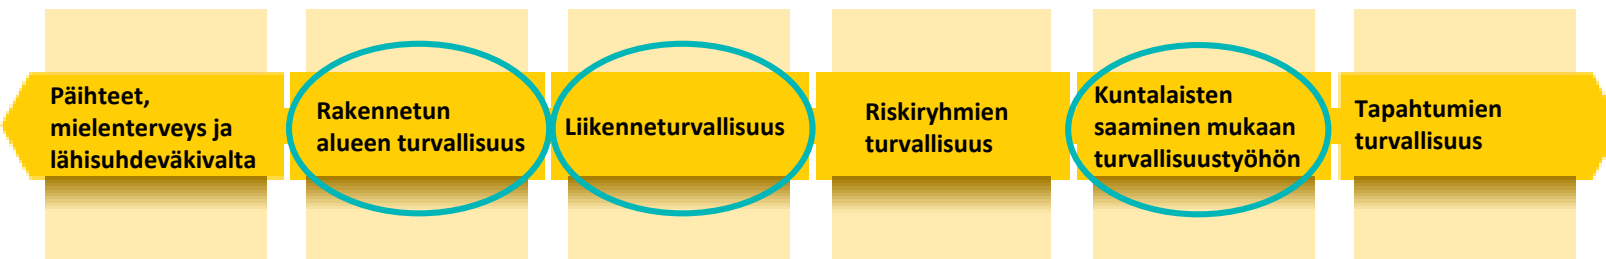 Päihteet,
mielenterveys ja
lähisuhdeväkivalta
Rakennetun
alueen turvallisuus
Liikenneturvallisuus
Riskiryhmien
turvallisuus
Kuntalaisten
saaminen mukaan
turvallisuustyöhön
Tapahtumien
turvallisuus